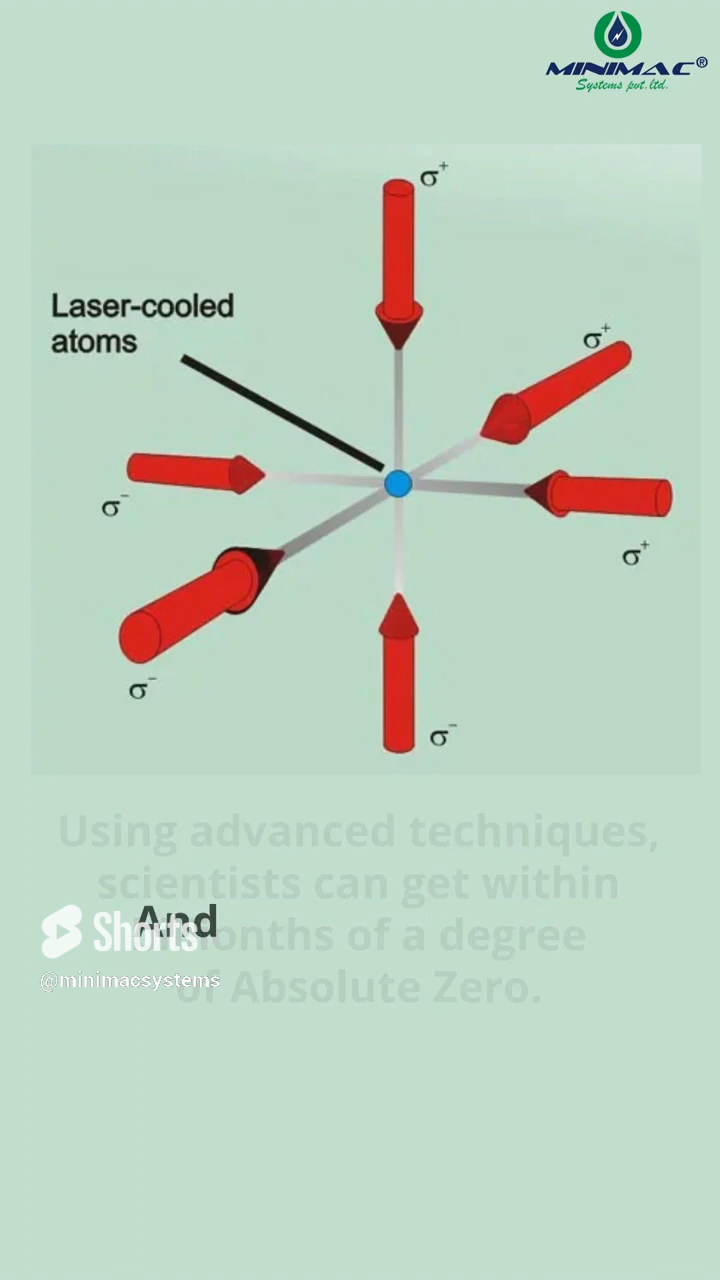 MINIMAC®
Systems pvt.ltd.
σ⁺
Laser-cooled
atoms
σ⁺
σ⁻
σ⁺
σ⁻
σ⁻
Using advanced techniques,
scientists can get within
And
Shorts
of a degree
@minimacsystems
of Absolute Zero.